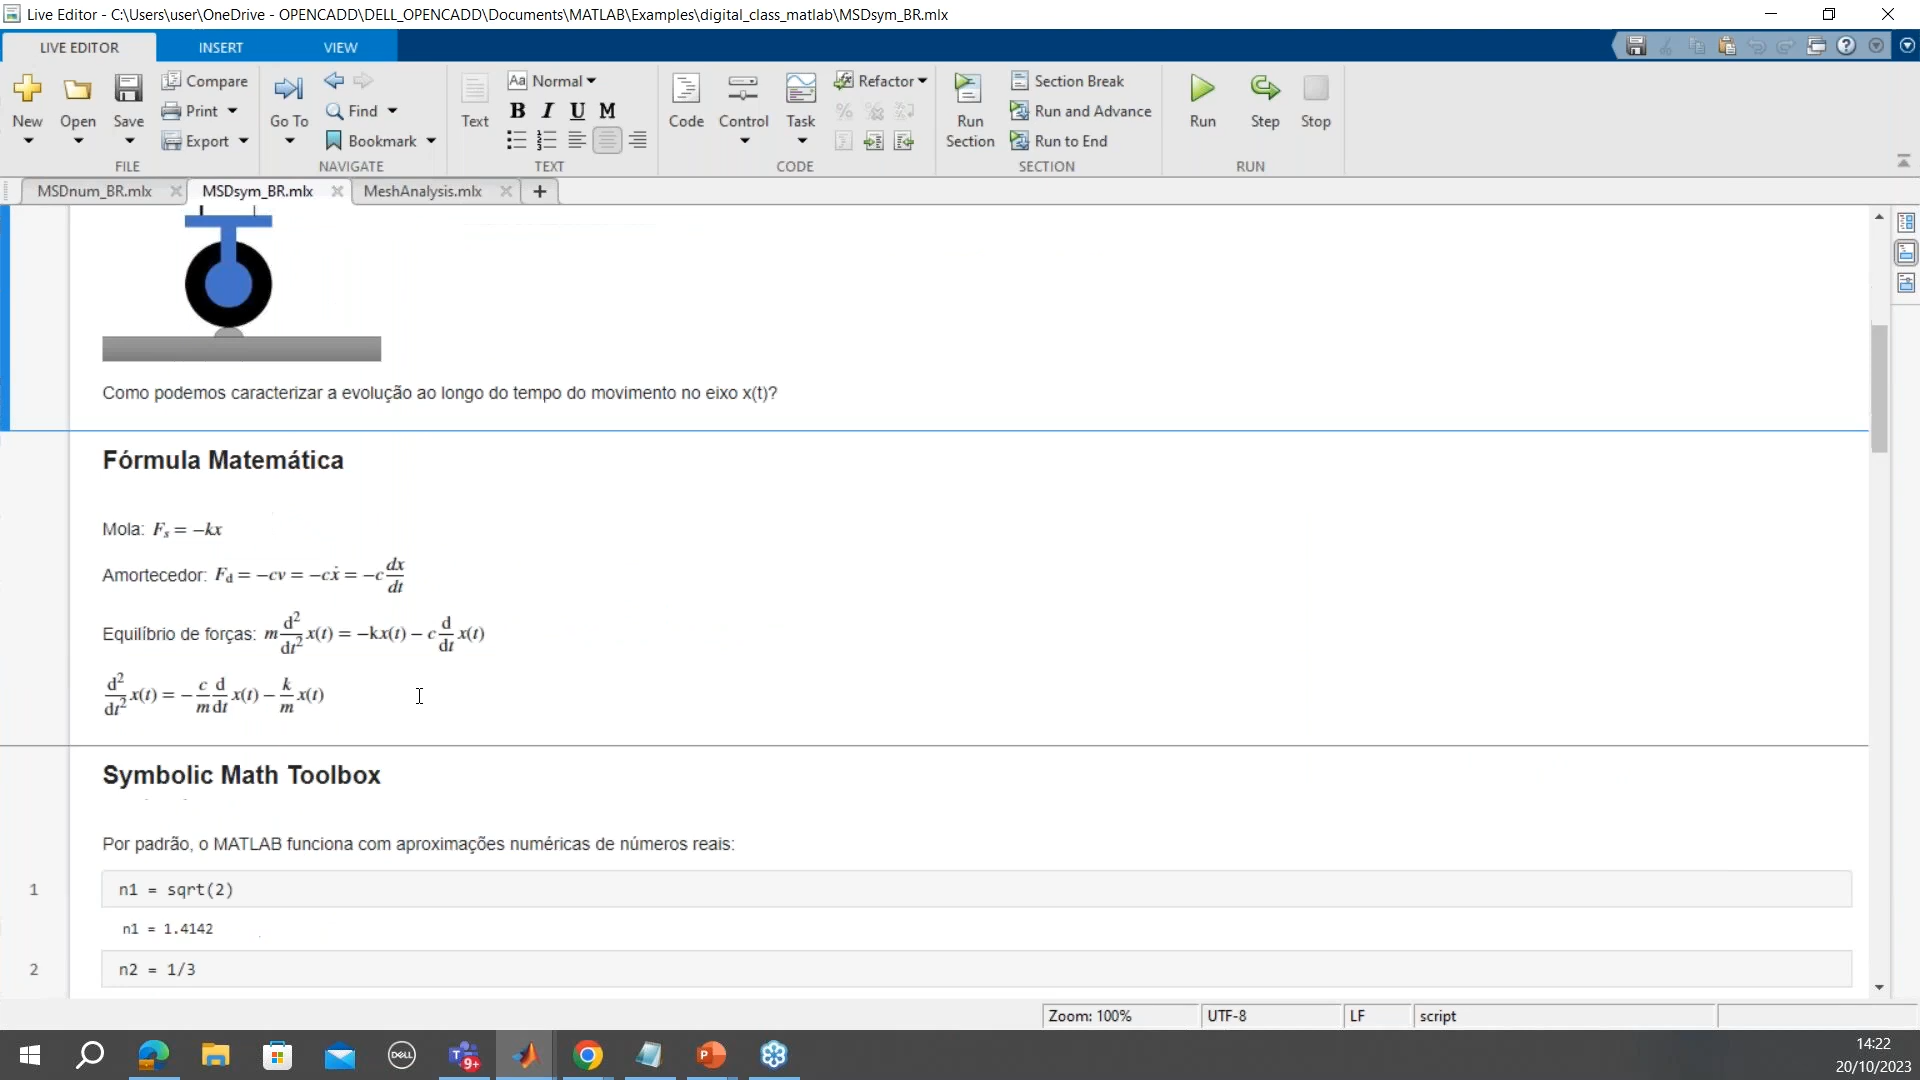 Live Editor - C:\Users\user\OneDrive - OPENCADD\DELL_OPENCADD\Documents\MATLAB\Examples\digital_class_matlab\MSDsym_BR.mlx
LIVE EDITOR INSERT VIEW
New Open Save Compare Print Export
FILE
Go To Find Bookmark
NAVIGATE
Text Aa Normal B I U M
TEXT
Code Control Task Refactor
CODE
Run Section Section Break Run and Advance Run to End
SECTION
Run Step Stop
RUN
MSDnum_BR.mlx MSDsym_BR.mlx MeshAnalysis.mlx
Como podemos caracterizar a evolução ao longo do tempo do movimento no eixo x(t)?
Fórmula Matemática
Mola: F_s = −kx
Amortecedor: F_d = −cv = −cẋ = −c dx/dt
Equilíbrio de forças: m d²/dt² x(t) = −kx(t) − c d/dt x(t)
d²/dt² x(t) = − c/m d/dt x(t) − k/m x(t)
Symbolic Math Toolbox
Por padrão, o MATLAB funciona com aproximações numéricas de números reais:
1 n1 = sqrt(2)
n1 = 1.4142
2 n2 = 1/3
Zoom: 100% UTF-8 LF script
DELL
T 9+
P
14:22
20/10/2023